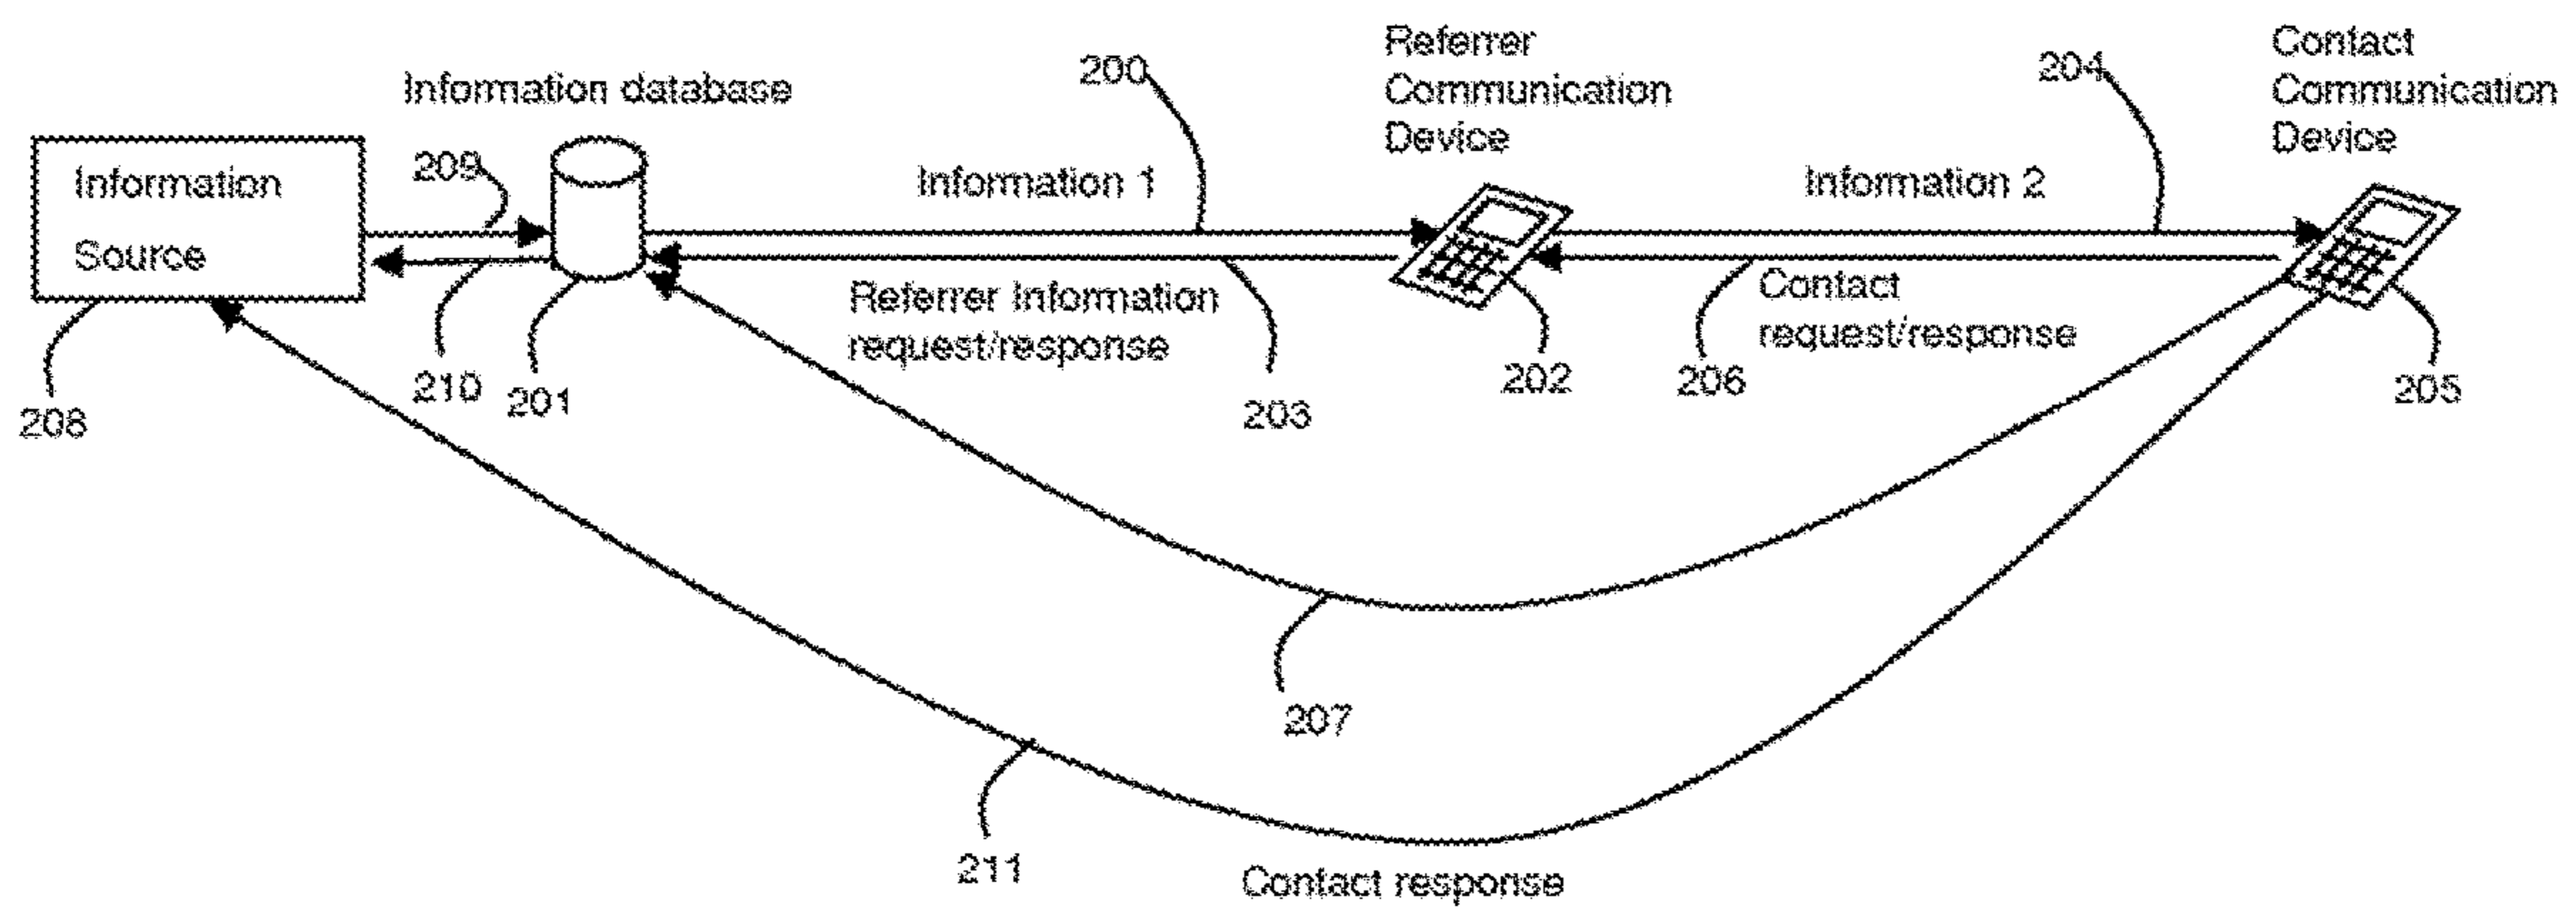 Referrer
Communication
Device
Contact
Communication
Device
200
204
Information database
Information
Source
209
Information 1
Information 2
Referrer Information
request/response
Contact
request/response
208
210
201
203
202
206
205
207
211
Contact response